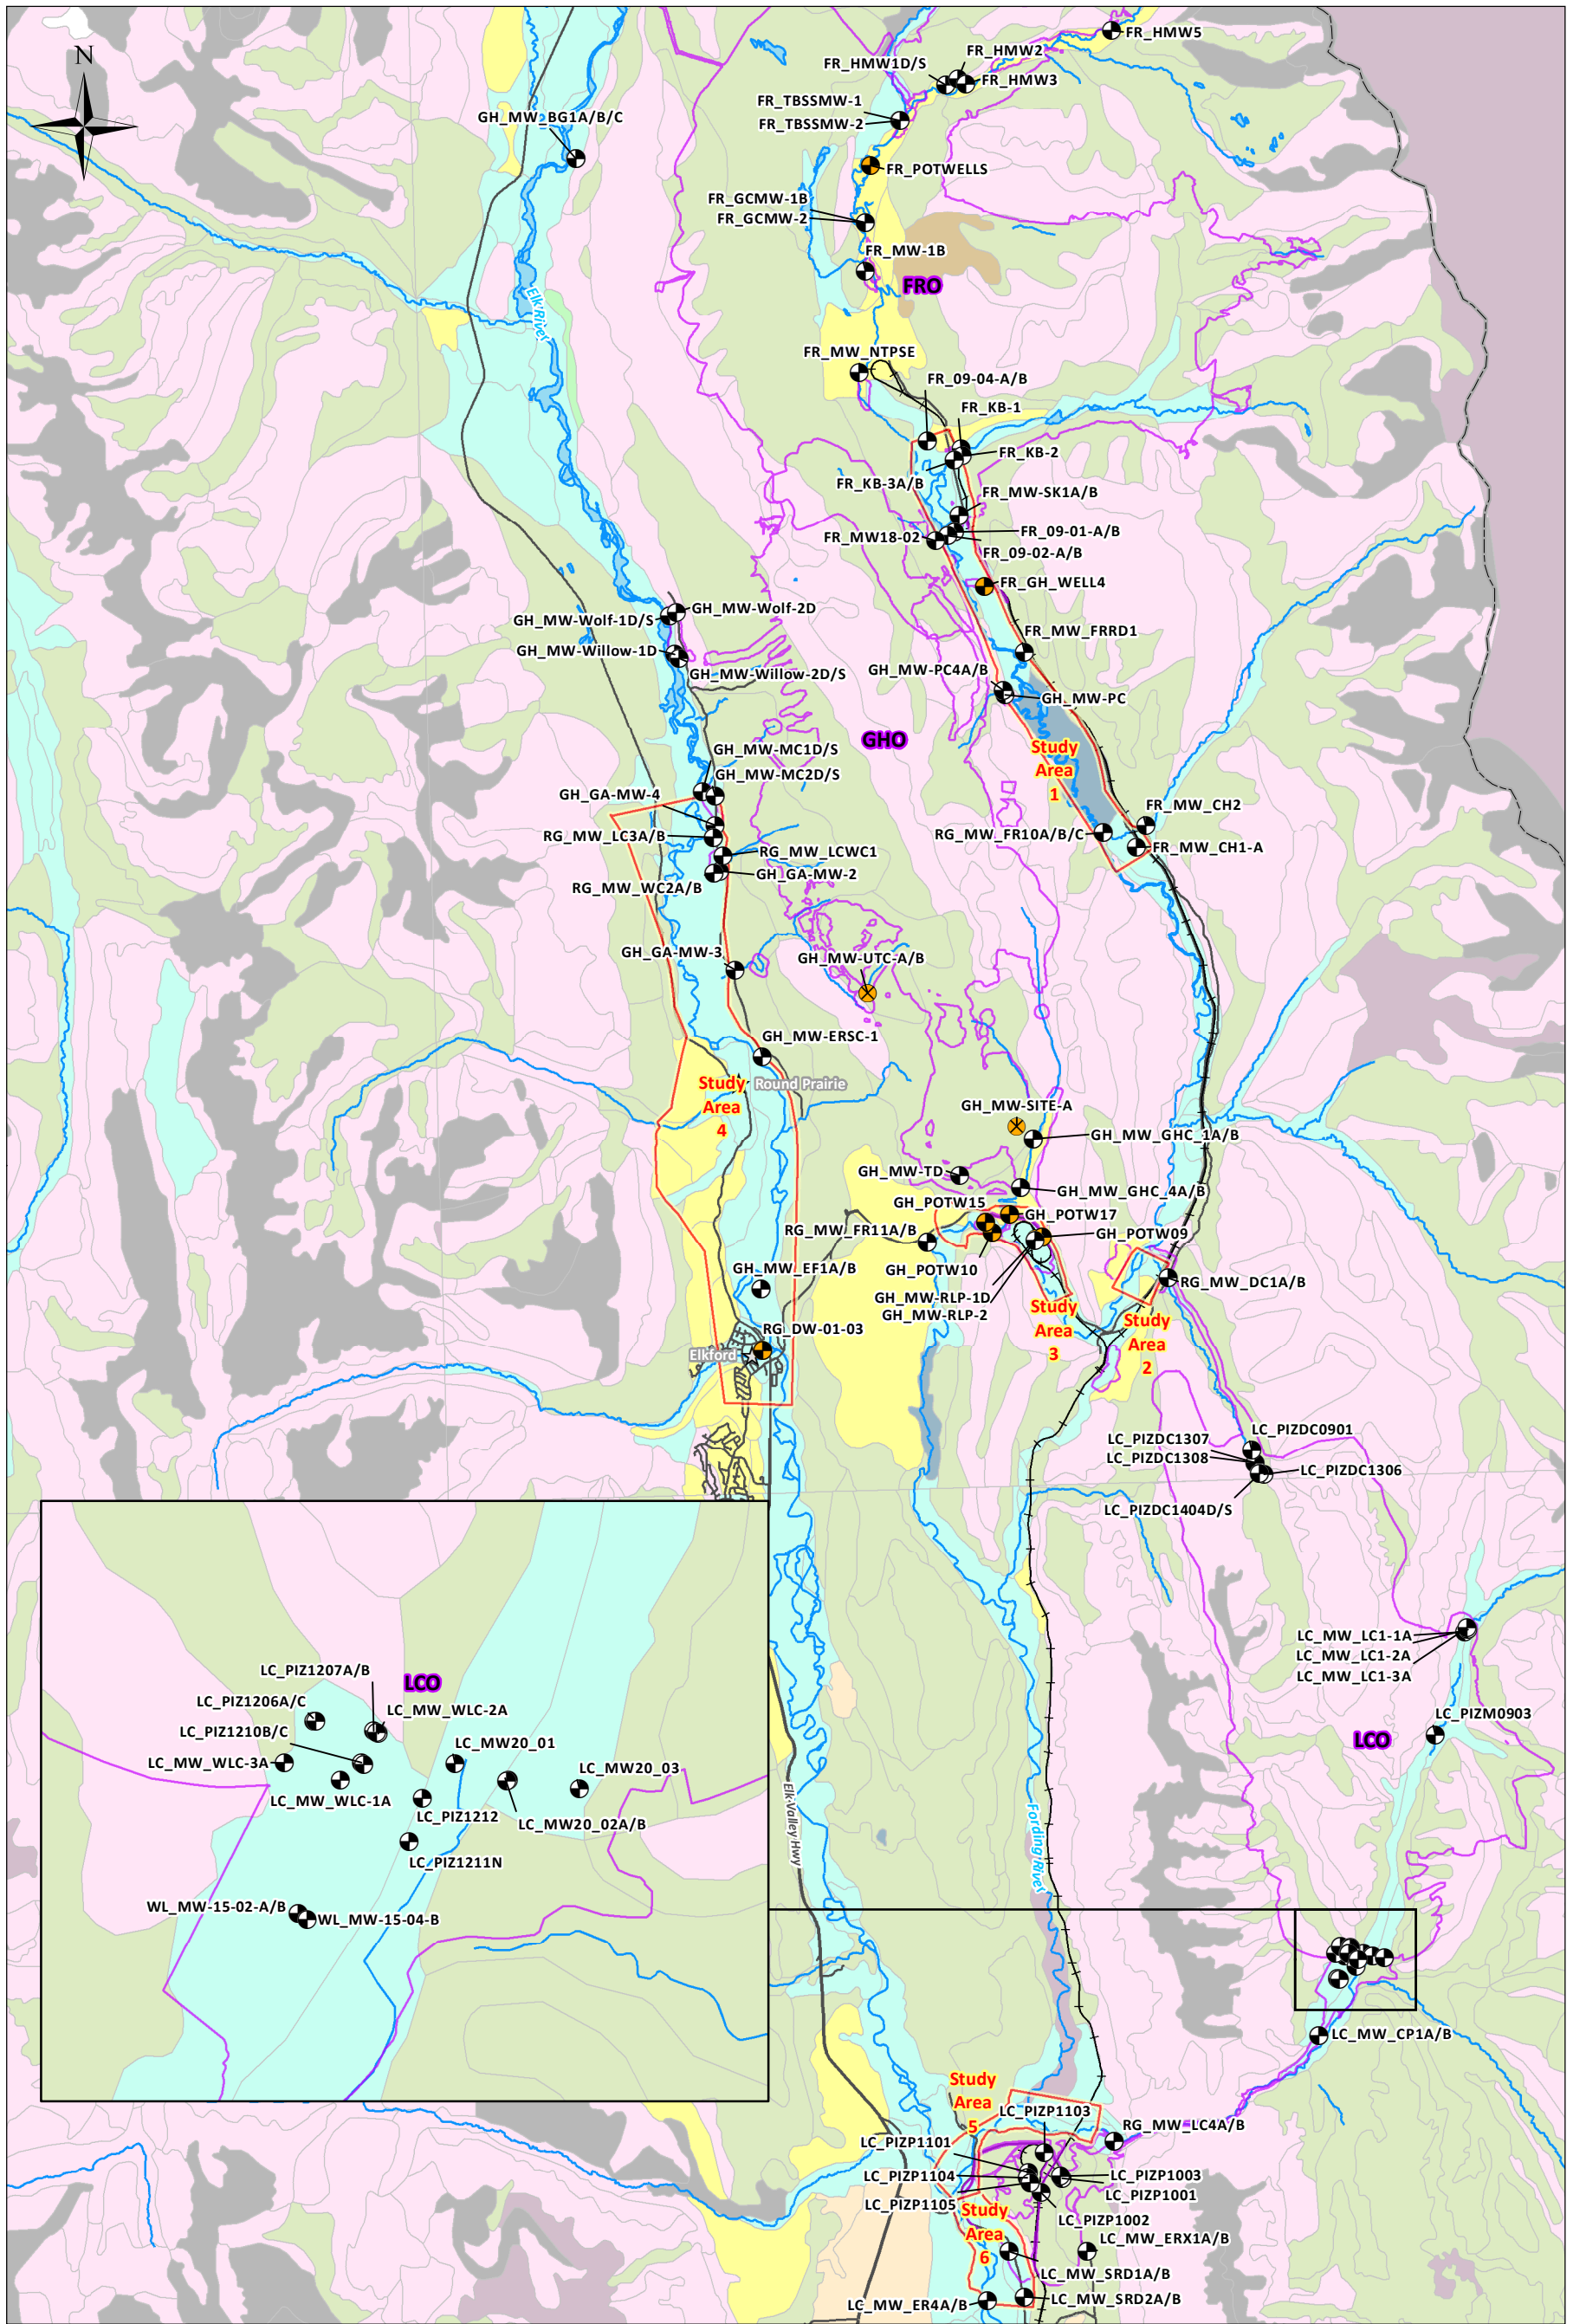 FR_HMW5
N
FR_HMW2
FR_HMW1D/S
FR_HMW3
FR_TBSSMW-1
FR_TBSSMW-2
GH_MW_BG1A/B/C
FR_POTWELLS
FR_GCMW-1B
FR_GCMW-2
FR_MW-1B
FRO
Elk River
FR_MW_NTPSE
FR_09-04-A/B
FR_KB-1
FR_KB-2
FR_KB-3A/B
FR_MW-SK1A/B
FR_09-01-A/B
FR_MW18-02
FR_09-02-A/B
FR_GH_WELL4
GH_MW-Wolf-2D
GH_MW-Wolf-1D/S
FR_MW_FRRD1
GH_MW-Willow-1D
GH_MW-Willow-2D/S
GH_MW-PC4A/B
GH_MW-PC
GHO
Study
Area
1
GH_MW-MC1D/S
GH_MW-MC2D/S
GH_GA-MW-4
FR_MW_CH2
RG_MW_LC3A/B
RG_MW_FR10A/B/C
FR_MW_CH1-A
RG_MW_LCWC1
GH_GA-MW-2
RG_MW_WC2A/B
GH_GA-MW-3
GH_MW-UTC-A/B
GH_MW-ERSC-1
Study
Area
4
Round Prairie
GH_MW-SITE-A
GH_MW_GHC_1A/B
GH_MW-TD
GH_MW_GHC_4A/B
GH_POTW15
GH_POTW17
RG_MW_FR11A/B
GH_POTW09
GH_POTW10
GH_MW_EF1A/B
RG_MW_DC1A/B
GH_MW-RLP-1D
GH_MW-RLP-2
Study
Area
3
Study
Area
2
RG_DW-01-03
Elkford
LC_PIZDC0901
LC_PIZDC1307
LC_PIZDC1308
LC_PIZDC1306
LC_PIZDC1404D/S
LC_MW_LC1-1A
LC_MW_LC1-2A
LC_MW_LC1-3A
LC_PIZM0903
LCO
LC_PIZ1207A/B
LCO
LC_PIZ1206A/C
LC_MW_WLC-2A
LC_PIZ1210B/C
LC_MW20_01
LC_MW_WLC-3A
LC_MW20_03
LC_MW_WLC-1A
LC_PIZ1212
LC_MW20_02A/B
LC_PIZ1211N
WL_MW-15-02-A/B
WL_MW-15-04-B
Elk Valley Hwy
Fording River
LC_MW_CP1A/B
Study
Area
5
LC_PIZP1103
RG_MW_LC4A/B
LC_PIZP1101
LC_PIZP1104
LC_PIZP1003
LC_PIZP1001
LC_PIZP1105
LC_PIZP1002
Study
Area
6
LC_MW_ERX1A/B
LC_MW_SRD1A/B
LC_MW_ER4A/B
LC_MW_SRD2A/B